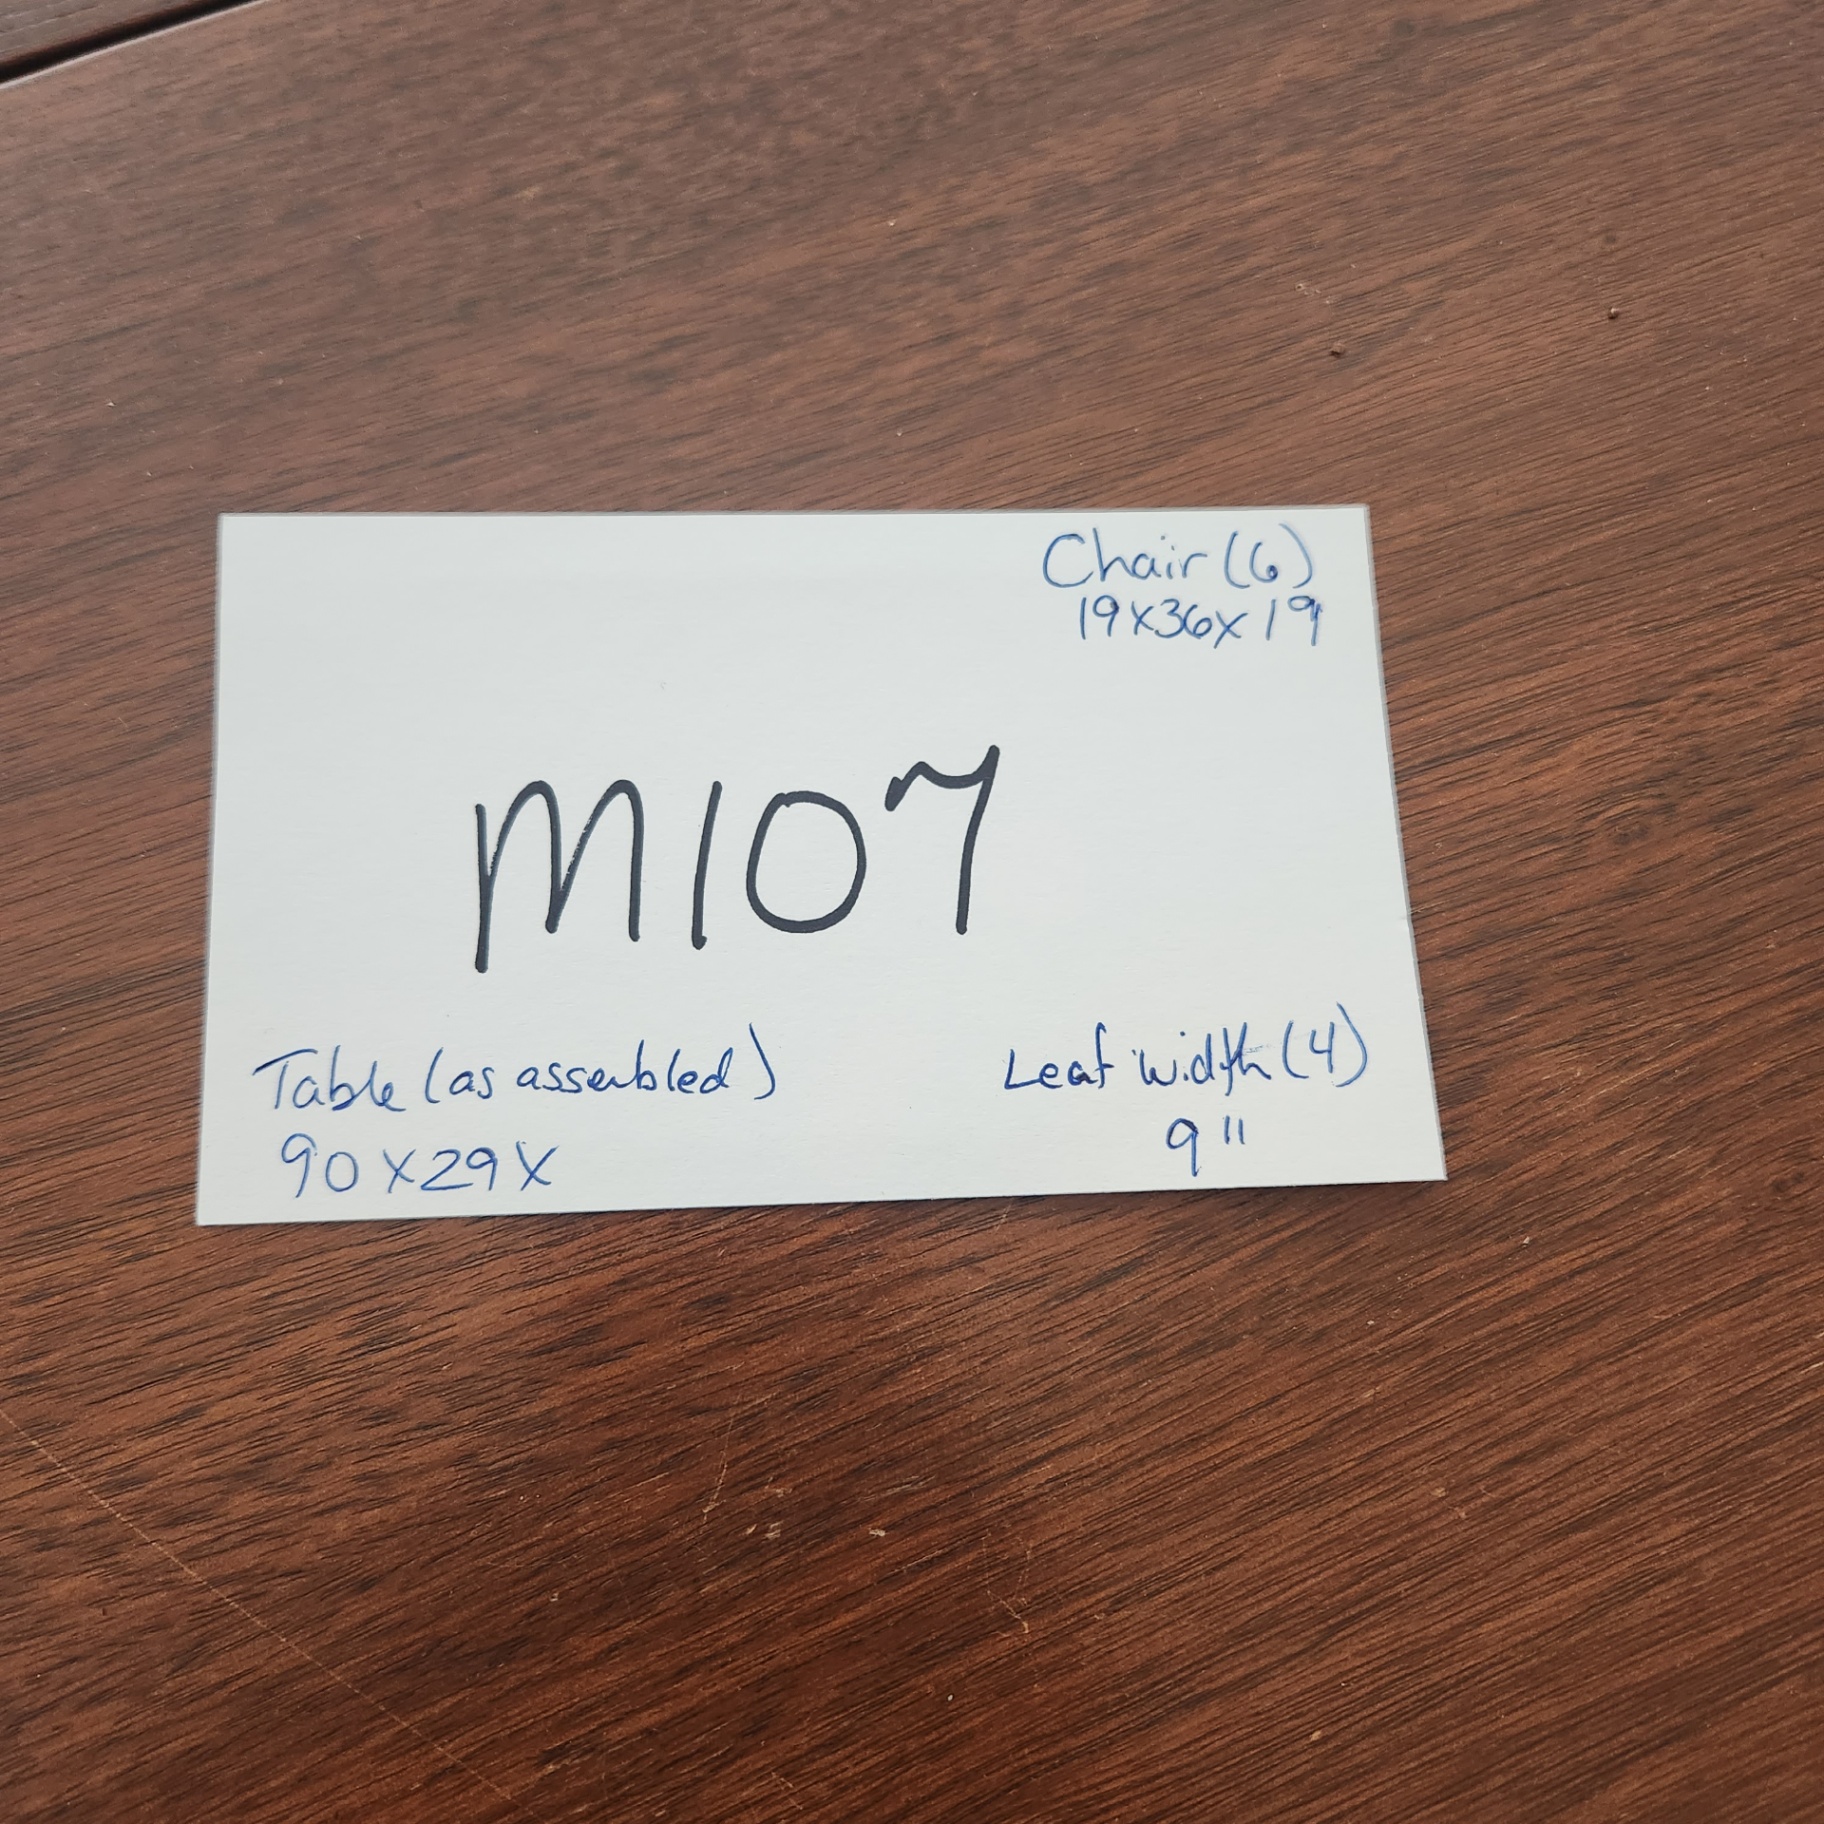 Chair (6)
19x36x19
M107
Table (as assembled)
90x29x
Leaf width (4)
9"